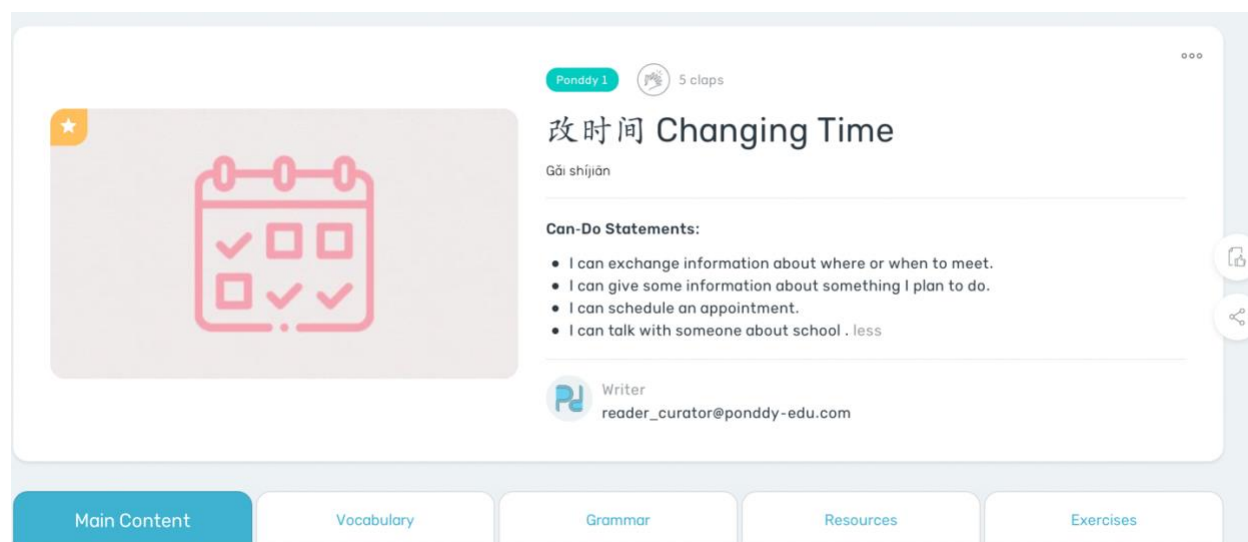 Ponddy 1 5 claps
改时间 Changing Time
Gǎi shíjiān
Can-Do Statements:
• I can exchange information about where or when to meet.
• I can give some information about something I plan to do.
• I can schedule an appointment.
• I can talk with someone about school . less
Writer
reader_curator@ponddy-edu.com
Main Content Vocabulary Grammar Resources Exercises